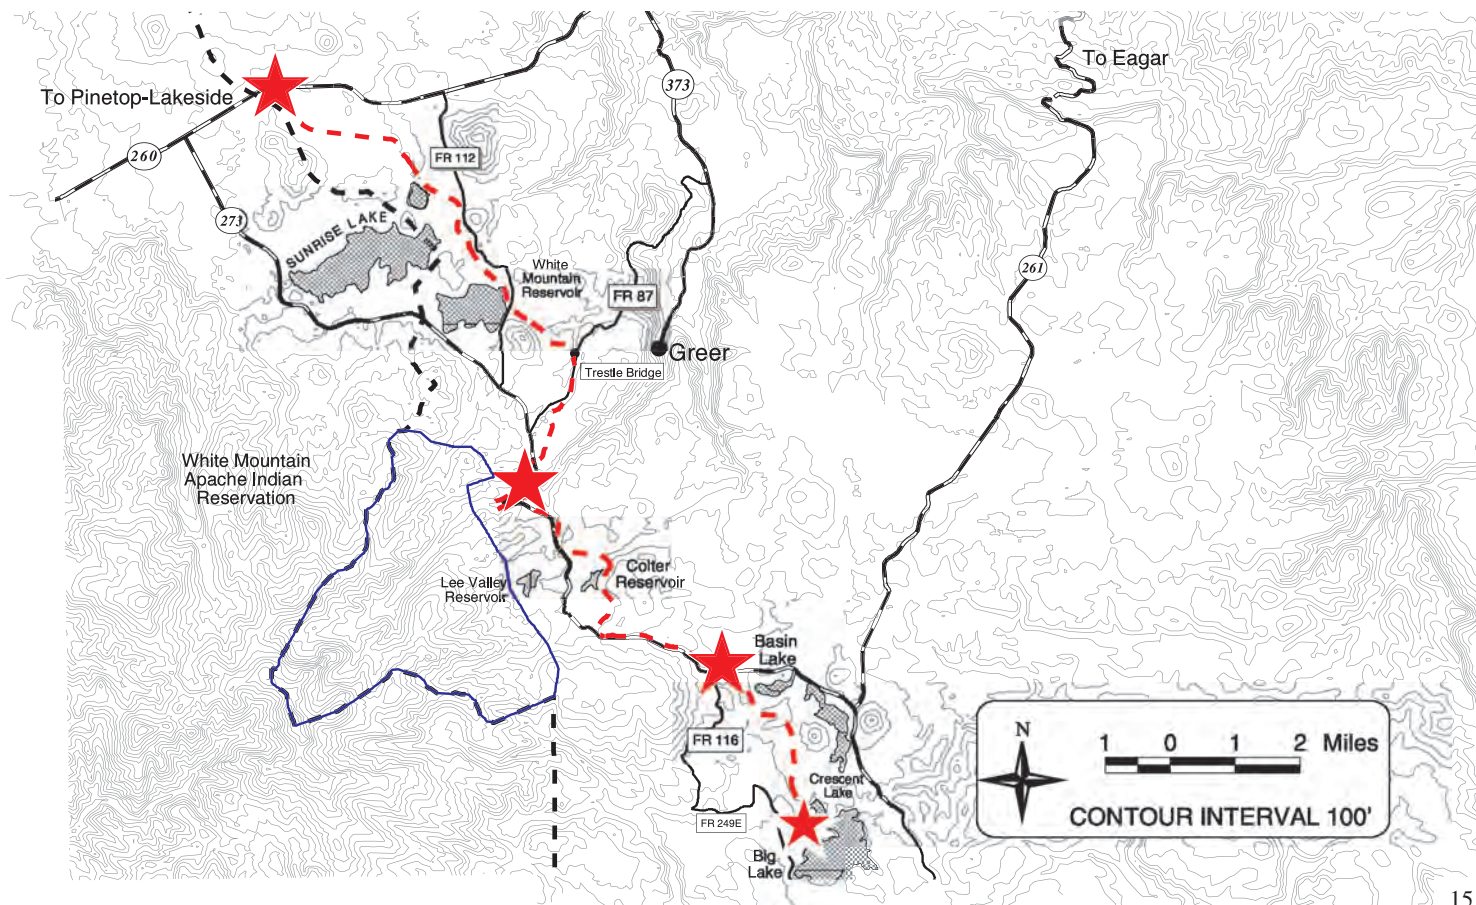 To Eagar
373
To Pinetop-Lakeside
260
FR 112
273
SUNRISE LAKE
White
Mountain
Reservoir
261
FR 87
Greer
Trestle Bridge
White Mountain
Apache Indian
Reservation
Lee Valley
Reservoir
Colter
Reservoir
Basin
Lake
FR 116
Crescent
Lake
FR 249E
Big
Lake
N
1 0 1 2 Miles
CONTOUR INTERVAL 100'
15